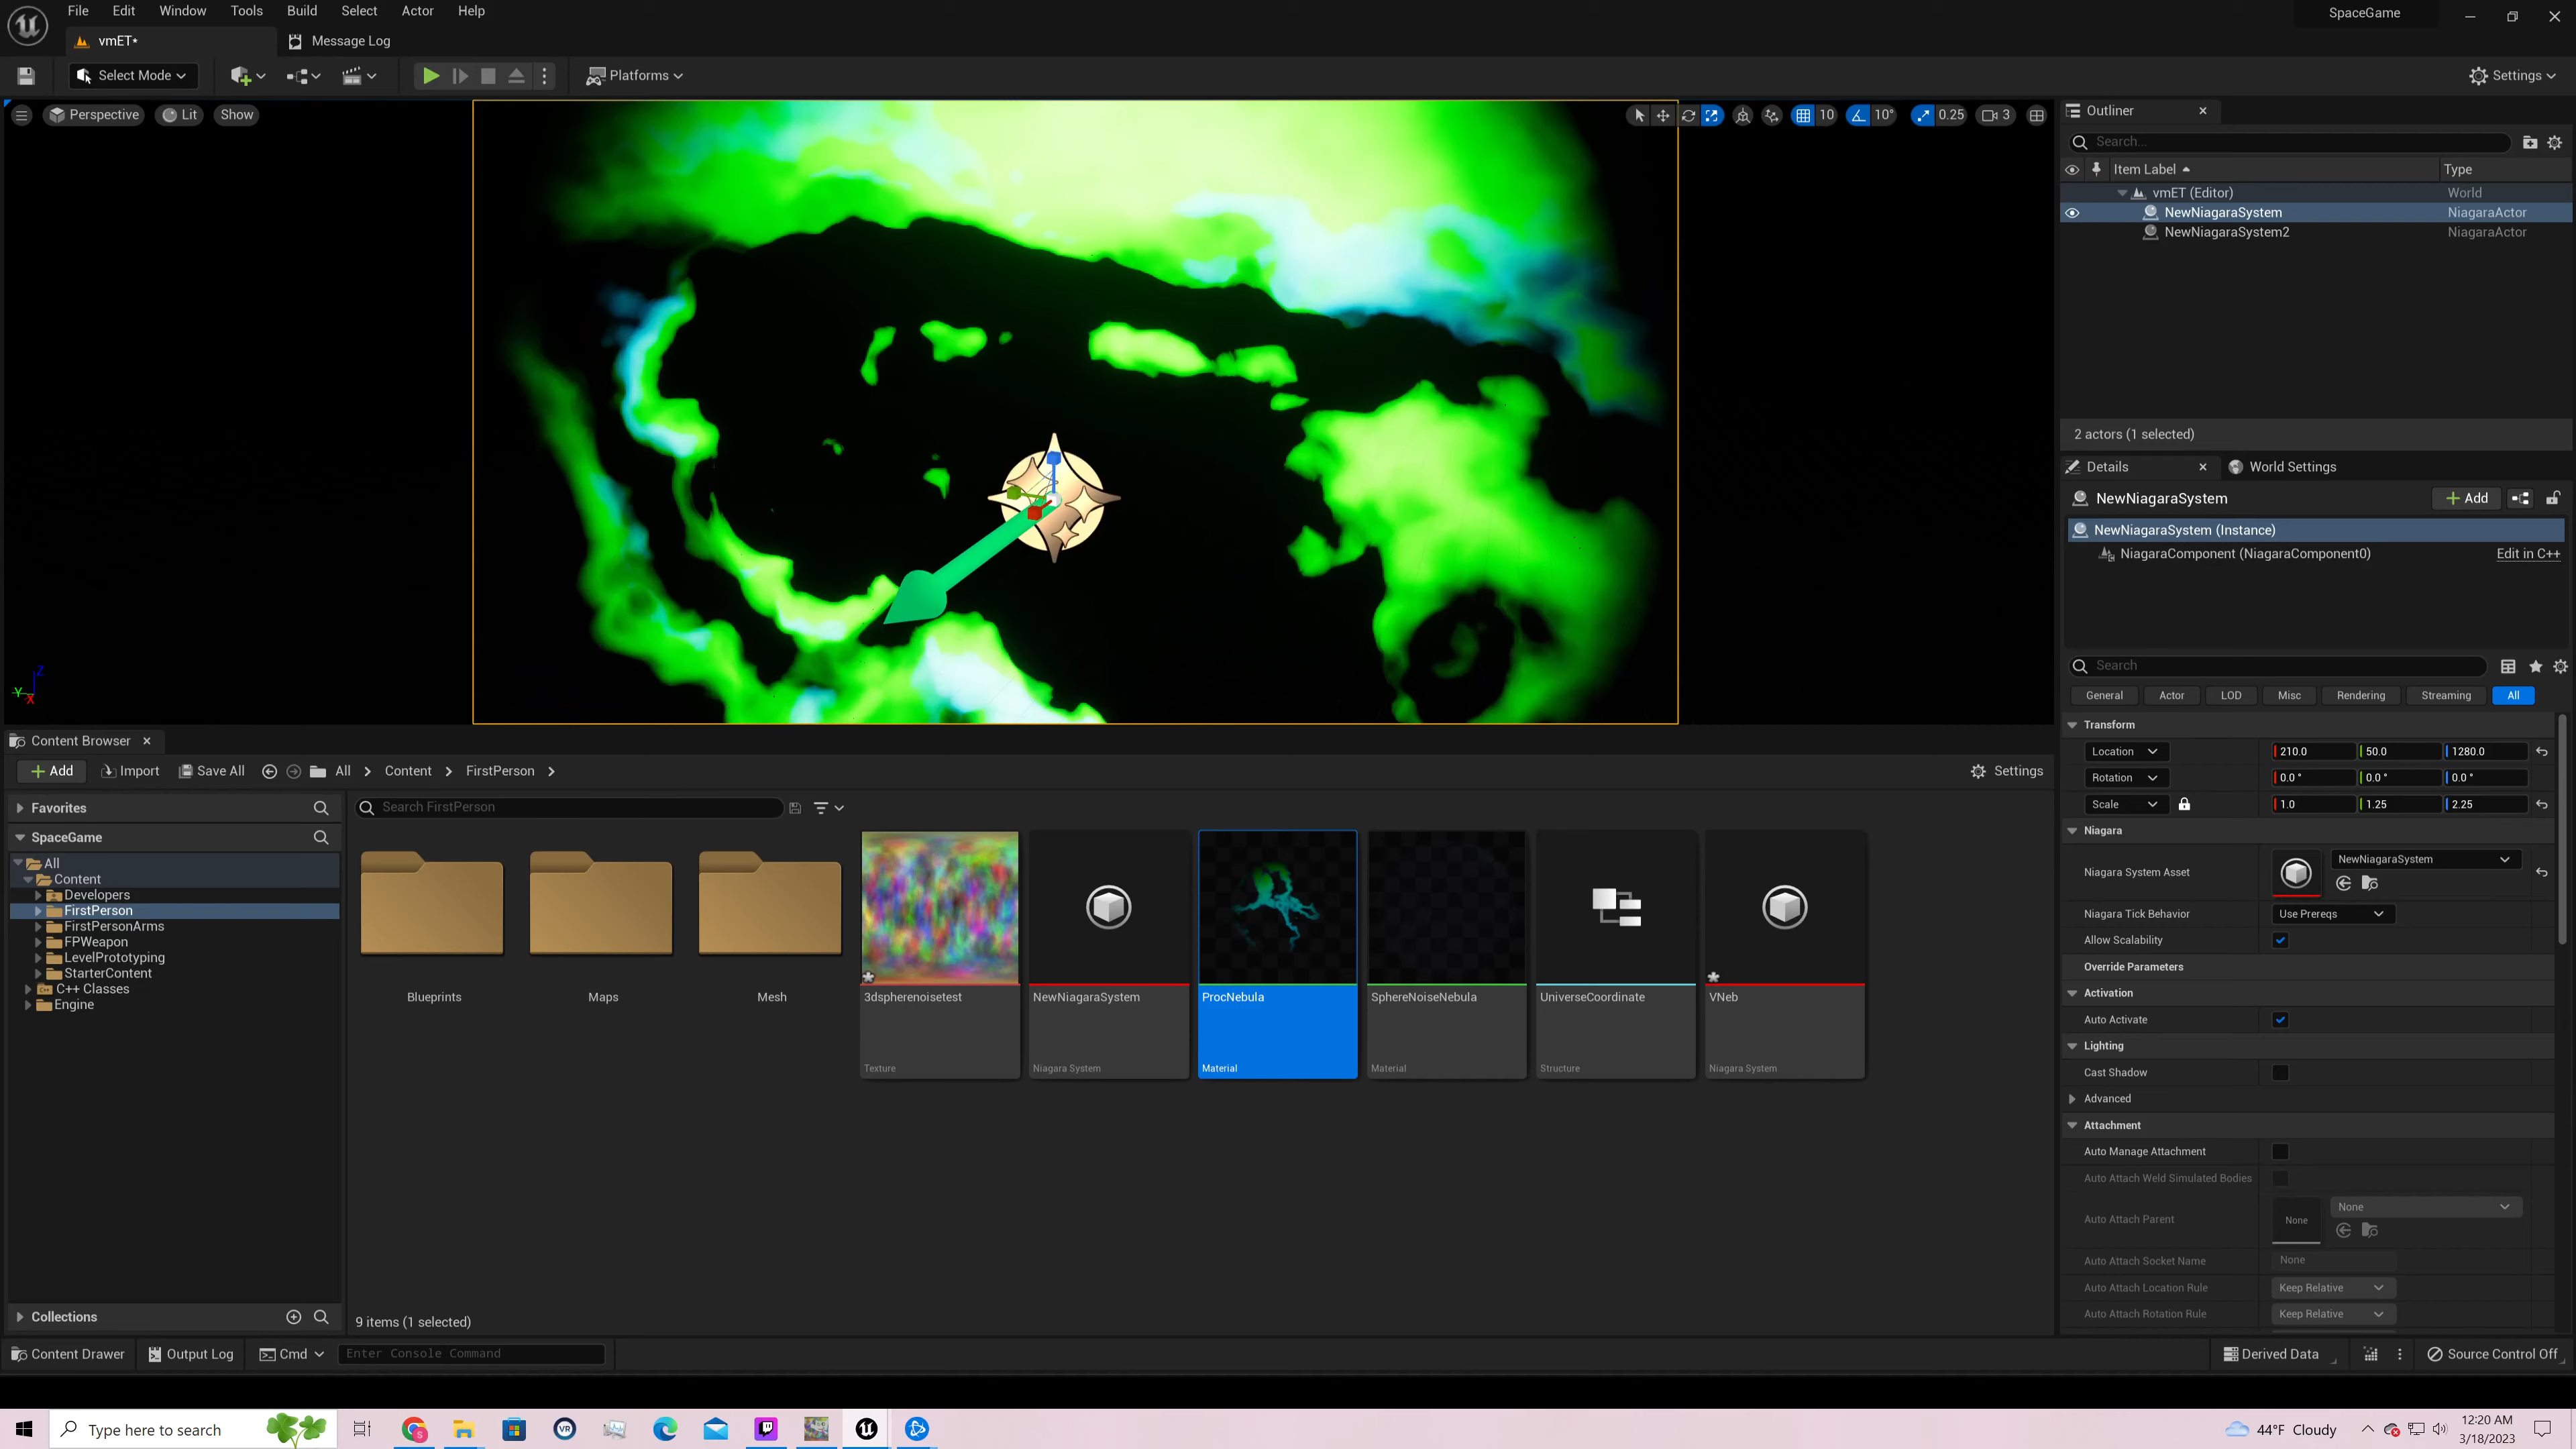 File Edit Window Tools Build Select Actor Help
SpaceGame
vmET*
Message Log
Select Mode
Platforms
Settings
Perspective
Lit
Show
10
10°
0.25
3
Outliner
Search...
Item Label
Type
vmET (Editor)
World
NewNiagaraSystem
NiagaraActor
NewNiagaraSystem2
NiagaraActor
2 actors (1 selected)
Details
World Settings
NewNiagaraSystem
Add
NewNiagaraSystem (Instance)
NiagaraComponent (NiagaraComponent0)
Edit in C++
Search
General Actor LOD Misc Rendering Streaming All
Transform
Location
210.0
50.0
1280.0
Rotation
0.0 °
0.0 °
0.0 °
Scale
1.0
1.25
2.25
Niagara
Niagara System Asset
NewNiagaraSystem
Niagara Tick Behavior
Use Prereqs
Allow Scalability
Override Parameters
Activation
Auto Activate
Lighting
Cast Shadow
Advanced
Attachment
Auto Manage Attachment
Auto Attach Weld Simulated Bodies
Auto Attach Parent
None
None
Auto Attach Socket Name
None
Auto Attach Location Rule
Keep Relative
Auto Attach Rotation Rule
Keep Relative
Z
Y
X
Content Browser
Add
Import
Save All
All
Content
FirstPerson
Settings
Favorites
SpaceGame
All
Content
Developers
FirstPerson
FirstPersonArms
FPWeapon
LevelPrototyping
StarterContent
C++ Classes
Engine
Collections
Search FirstPerson
Blueprints
Maps
Mesh
3dspherenoisetest
Texture
NewNiagaraSystem
Niagara System
ProcNebula
Material
SphereNoiseNebula
Material
UniverseCoordinate
Structure
VNeb
Niagara System
9 items (1 selected)
Content Drawer
Output Log
Cmd
Enter Console Command
Derived Data
Source Control Off
Type here to search
VR
S
44°F Cloudy
12:20 AM
3/18/2023